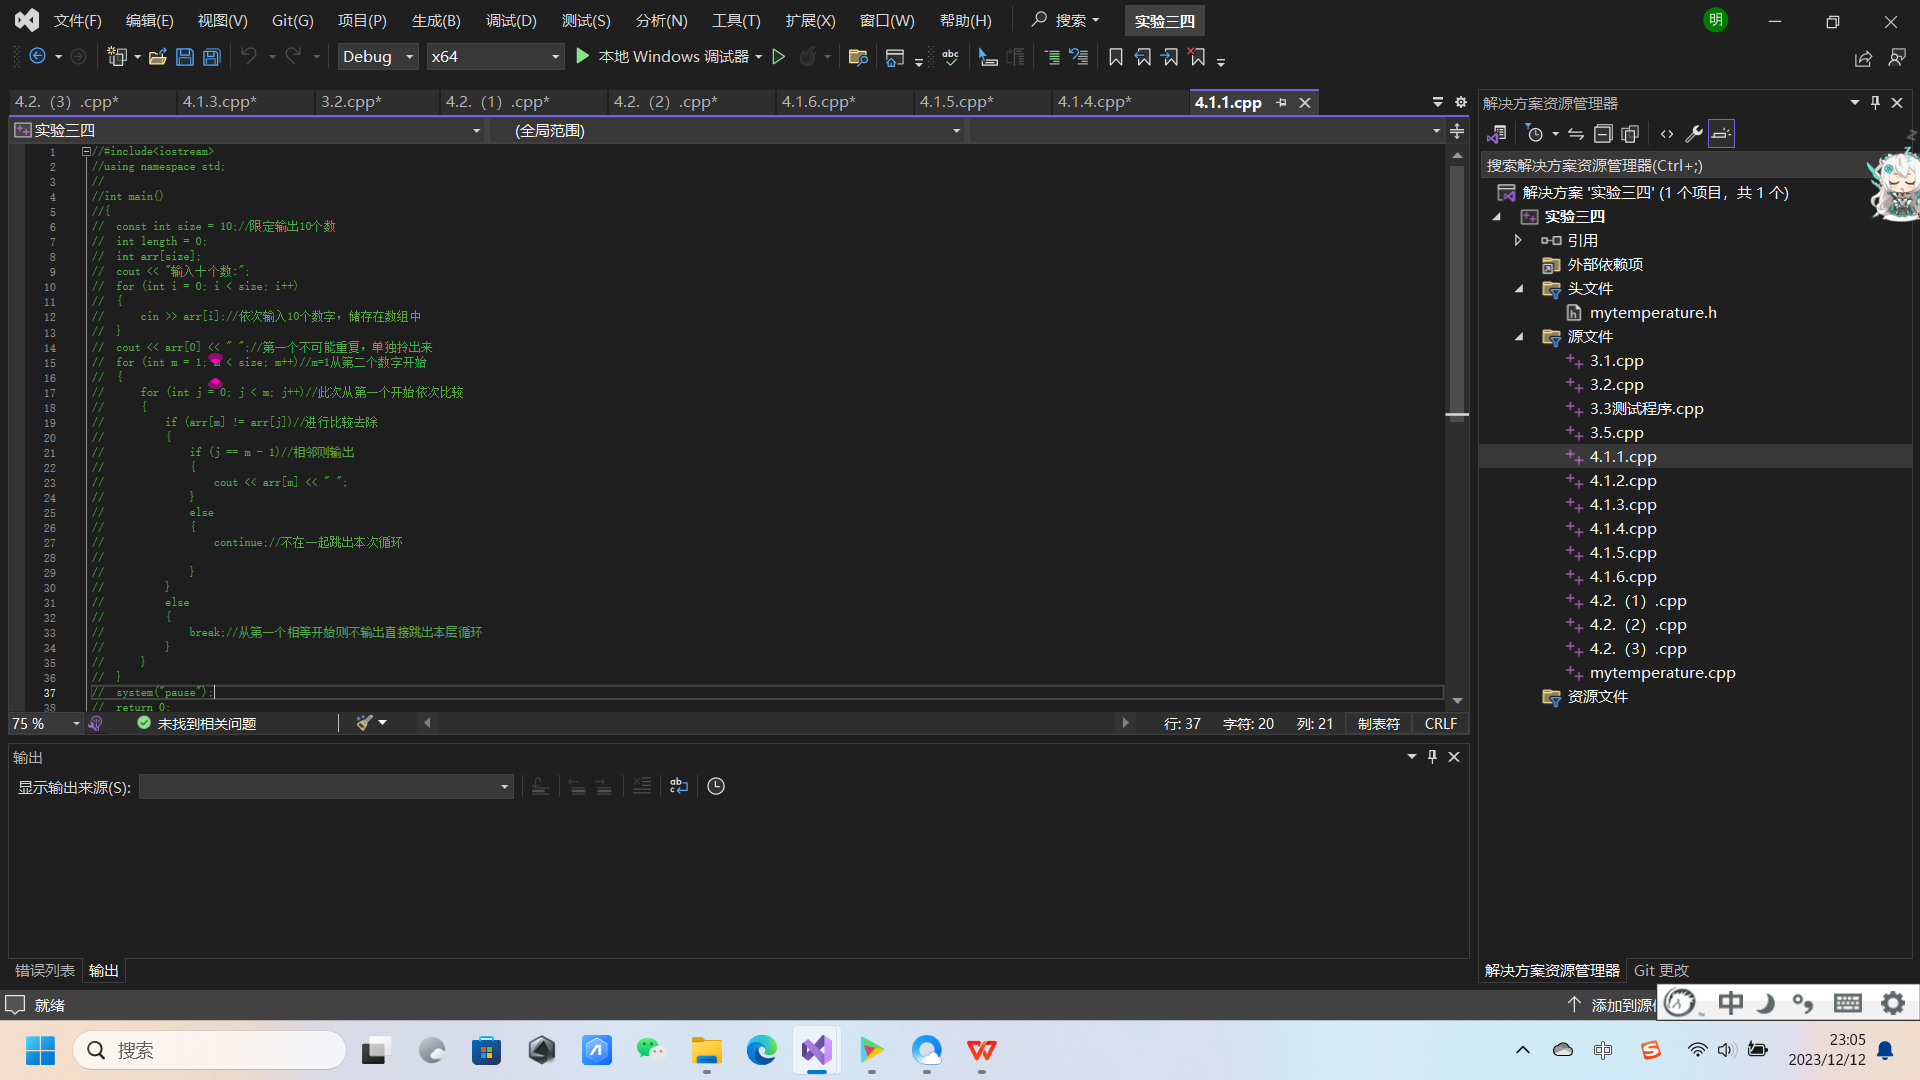 文件(F) 编辑(E) 视图(V) Git(G) 项目(P) 生成(B) 调试(D) 测试(S) 分析(N) 工具(T) 扩展(X) 窗口(W) 帮助(H) 搜索 实验三四 明
Debug x64 本地 Windows 调试器
4.2.（3）.cpp* 4.1.3.cpp* 3.2.cpp* 4.2.（1）.cpp* 4.2.（2）.cpp* 4.1.6.cpp* 4.1.5.cpp* 4.1.4.cpp* 4.1.1.cpp
实验三四 (全局范围)
1 //#include<iostream>
2 //using namespace std;
3 //
4 //int main()
5 //{
6 // const int size = 10;//限定输出10个数
7 // int length = 0;
8 // int arr[size];
9 // cout << "输入十个数:";
10 // for (int i = 0; i < size; i++)
11 // {
12 // cin >> arr[i];//依次输入10个数字，储存在数组中
13 // }
14 // cout << arr[0] << " ";//第一个不可能重复，单独拎出来
15 // for (int m = 1; m < size; m++)//m=1从第二个数字开始
16 // {
17 // for (int j = 0; j < m; j++)//此次从第一个开始依次比较
18 // {
19 // if (arr[m] != arr[j])//进行比较去除
20 // {
21 // if (j == m - 1)//相邻则输出
22 // {
23 // cout << arr[m] << " ";
24 // }
25 // else
26 // {
27 // continue;//不在一起跳出本次循环
28 //
29 // }
30 // }
31 // else
32 // {
33 // break;//从第一个相等开始则不输出直接跳出本层循环
34 // }
35 // }
36 // }
37 // system("pause");
38 // return 0;
75 % 未找到相关问题 行: 37 字符: 20 列: 21 制表符 CRLF
输出
显示输出来源(S):
错误列表 输出
解决方案资源管理器
搜索解决方案资源管理器(Ctrl+;)
解决方案 '实验三四' (1 个项目，共 1 个)
实验三四
引用
外部依赖项
头文件
mytemperature.h
源文件
3.1.cpp
3.2.cpp
3.3测试程序.cpp
3.5.cpp
4.1.1.cpp
4.1.2.cpp
4.1.3.cpp
4.1.4.cpp
4.1.5.cpp
4.1.6.cpp
4.2.（1）.cpp
4.2.（2）.cpp
4.2.（3）.cpp
mytemperature.cpp
资源文件
解决方案资源管理器 Git 更改
就绪 添加到源 中
搜索 中 23:05
2023/12/12